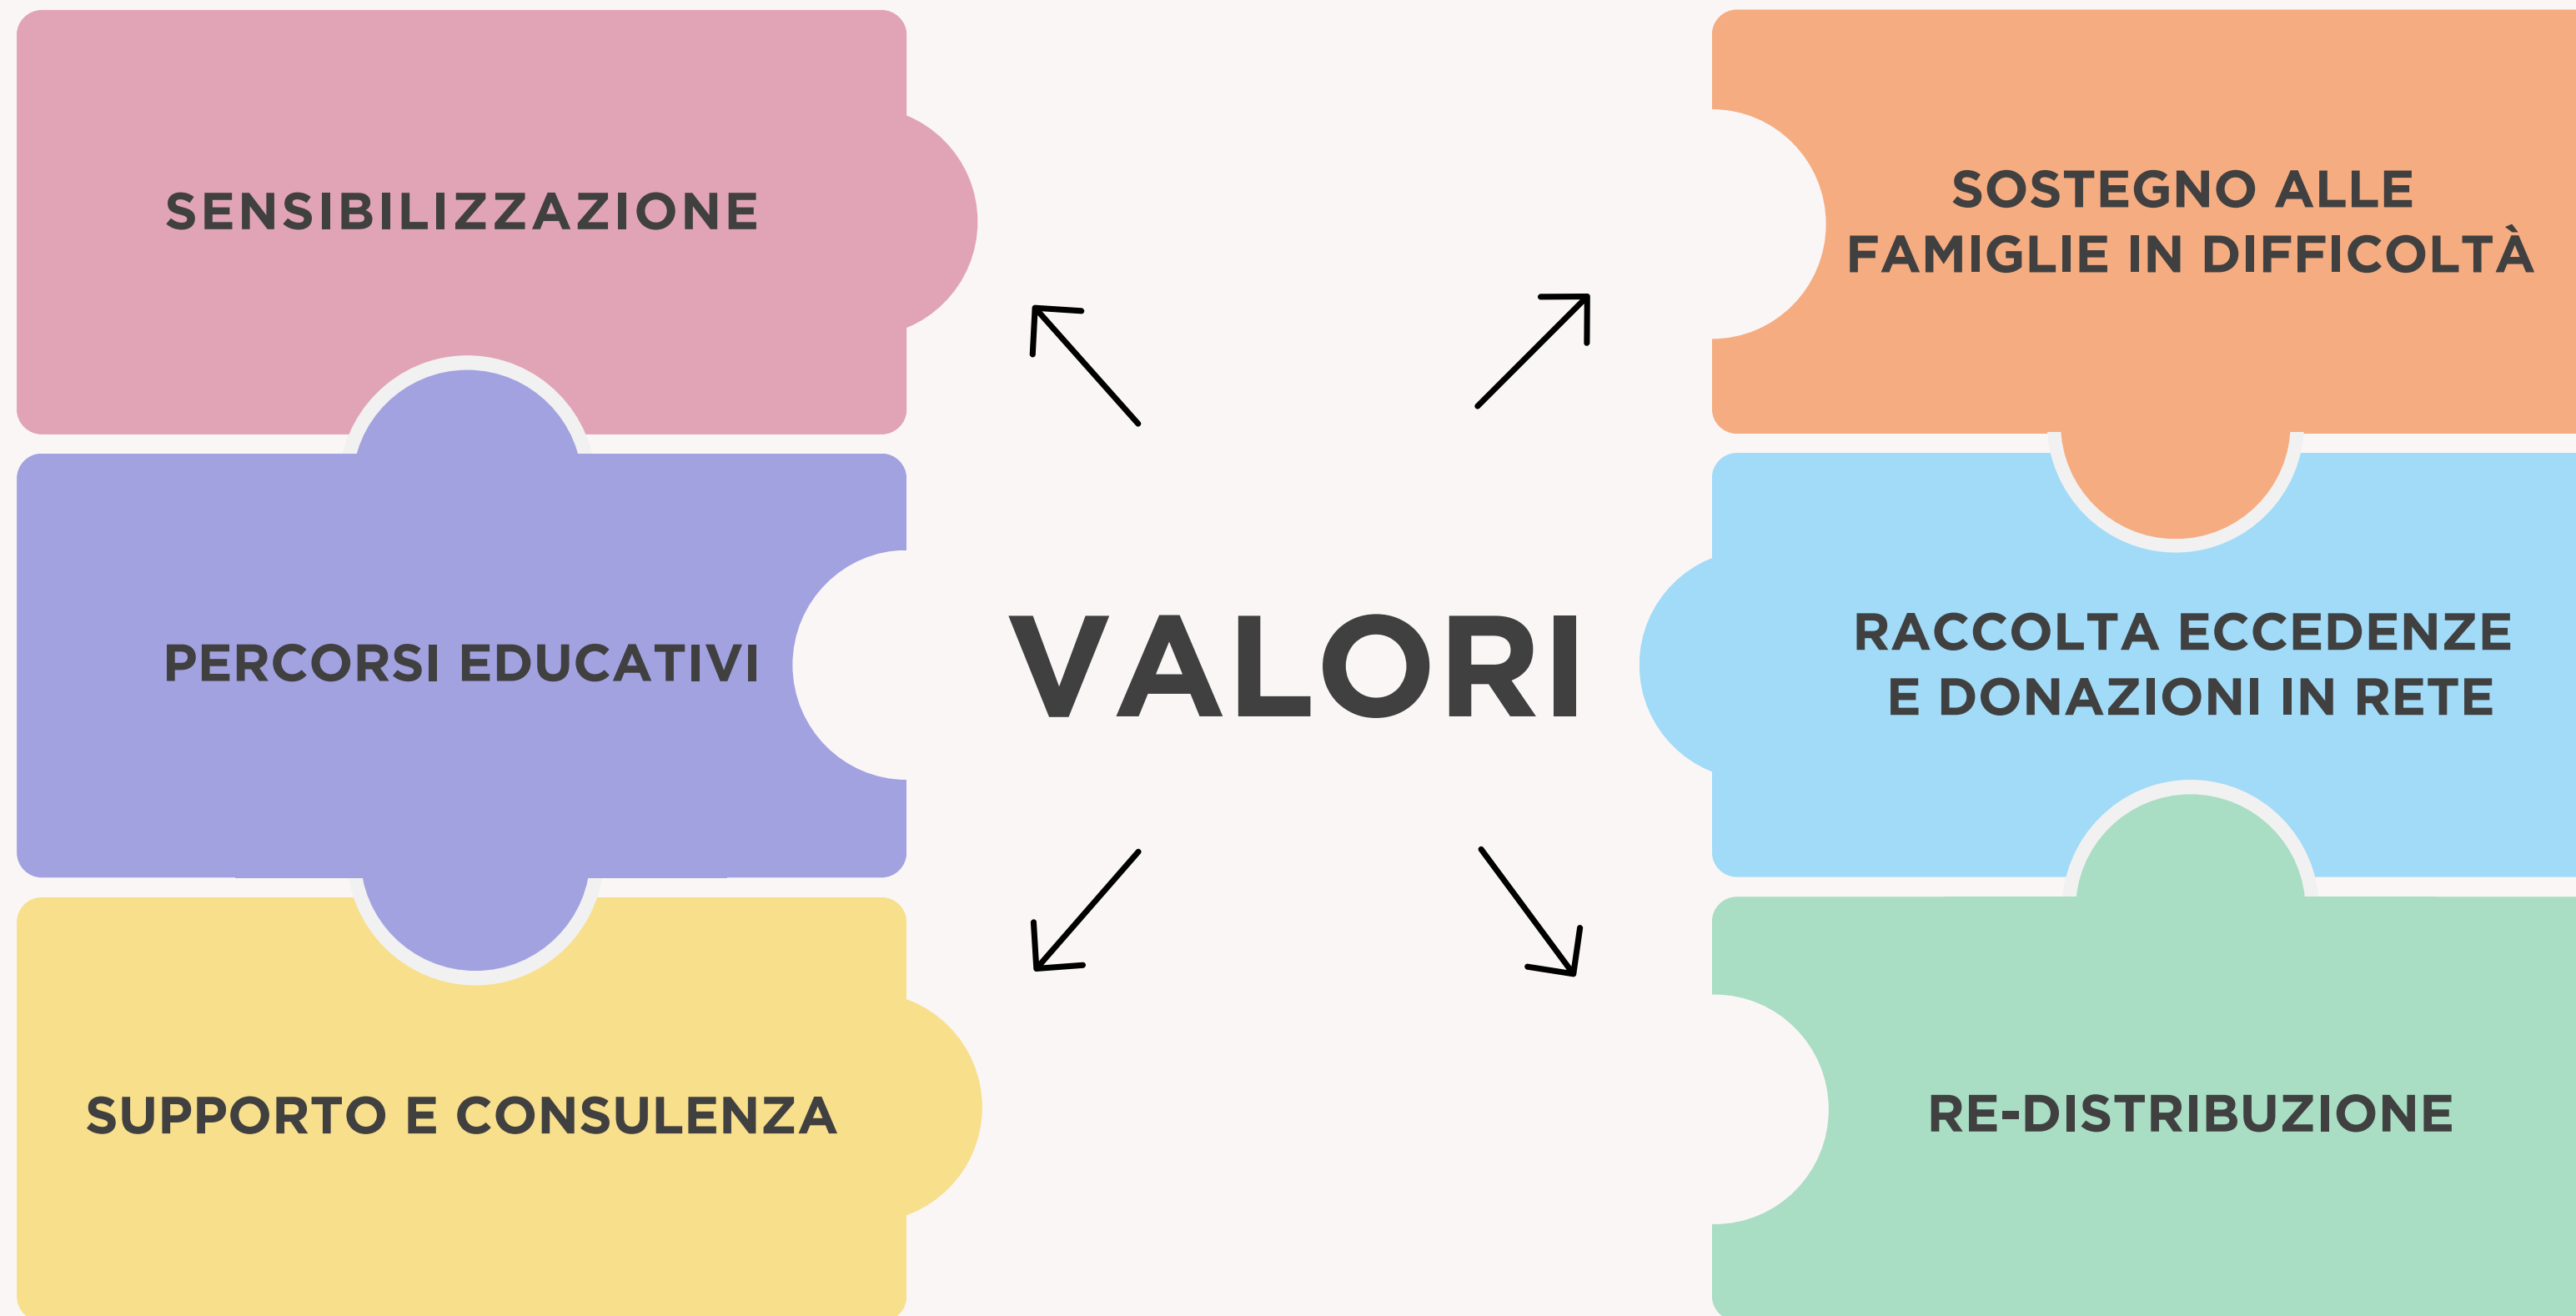 SENSIBILIZZAZIONE
PERCORSI EDUCATIVI
SUPPORTO E CONSULENZA
VALORI
SOSTEGNO ALLE
FAMIGLIE IN DIFFICOLTÀ
RACCOLTA ECCEDENZE
E DONAZIONI IN RETE
RE-DISTRIBUZIONE